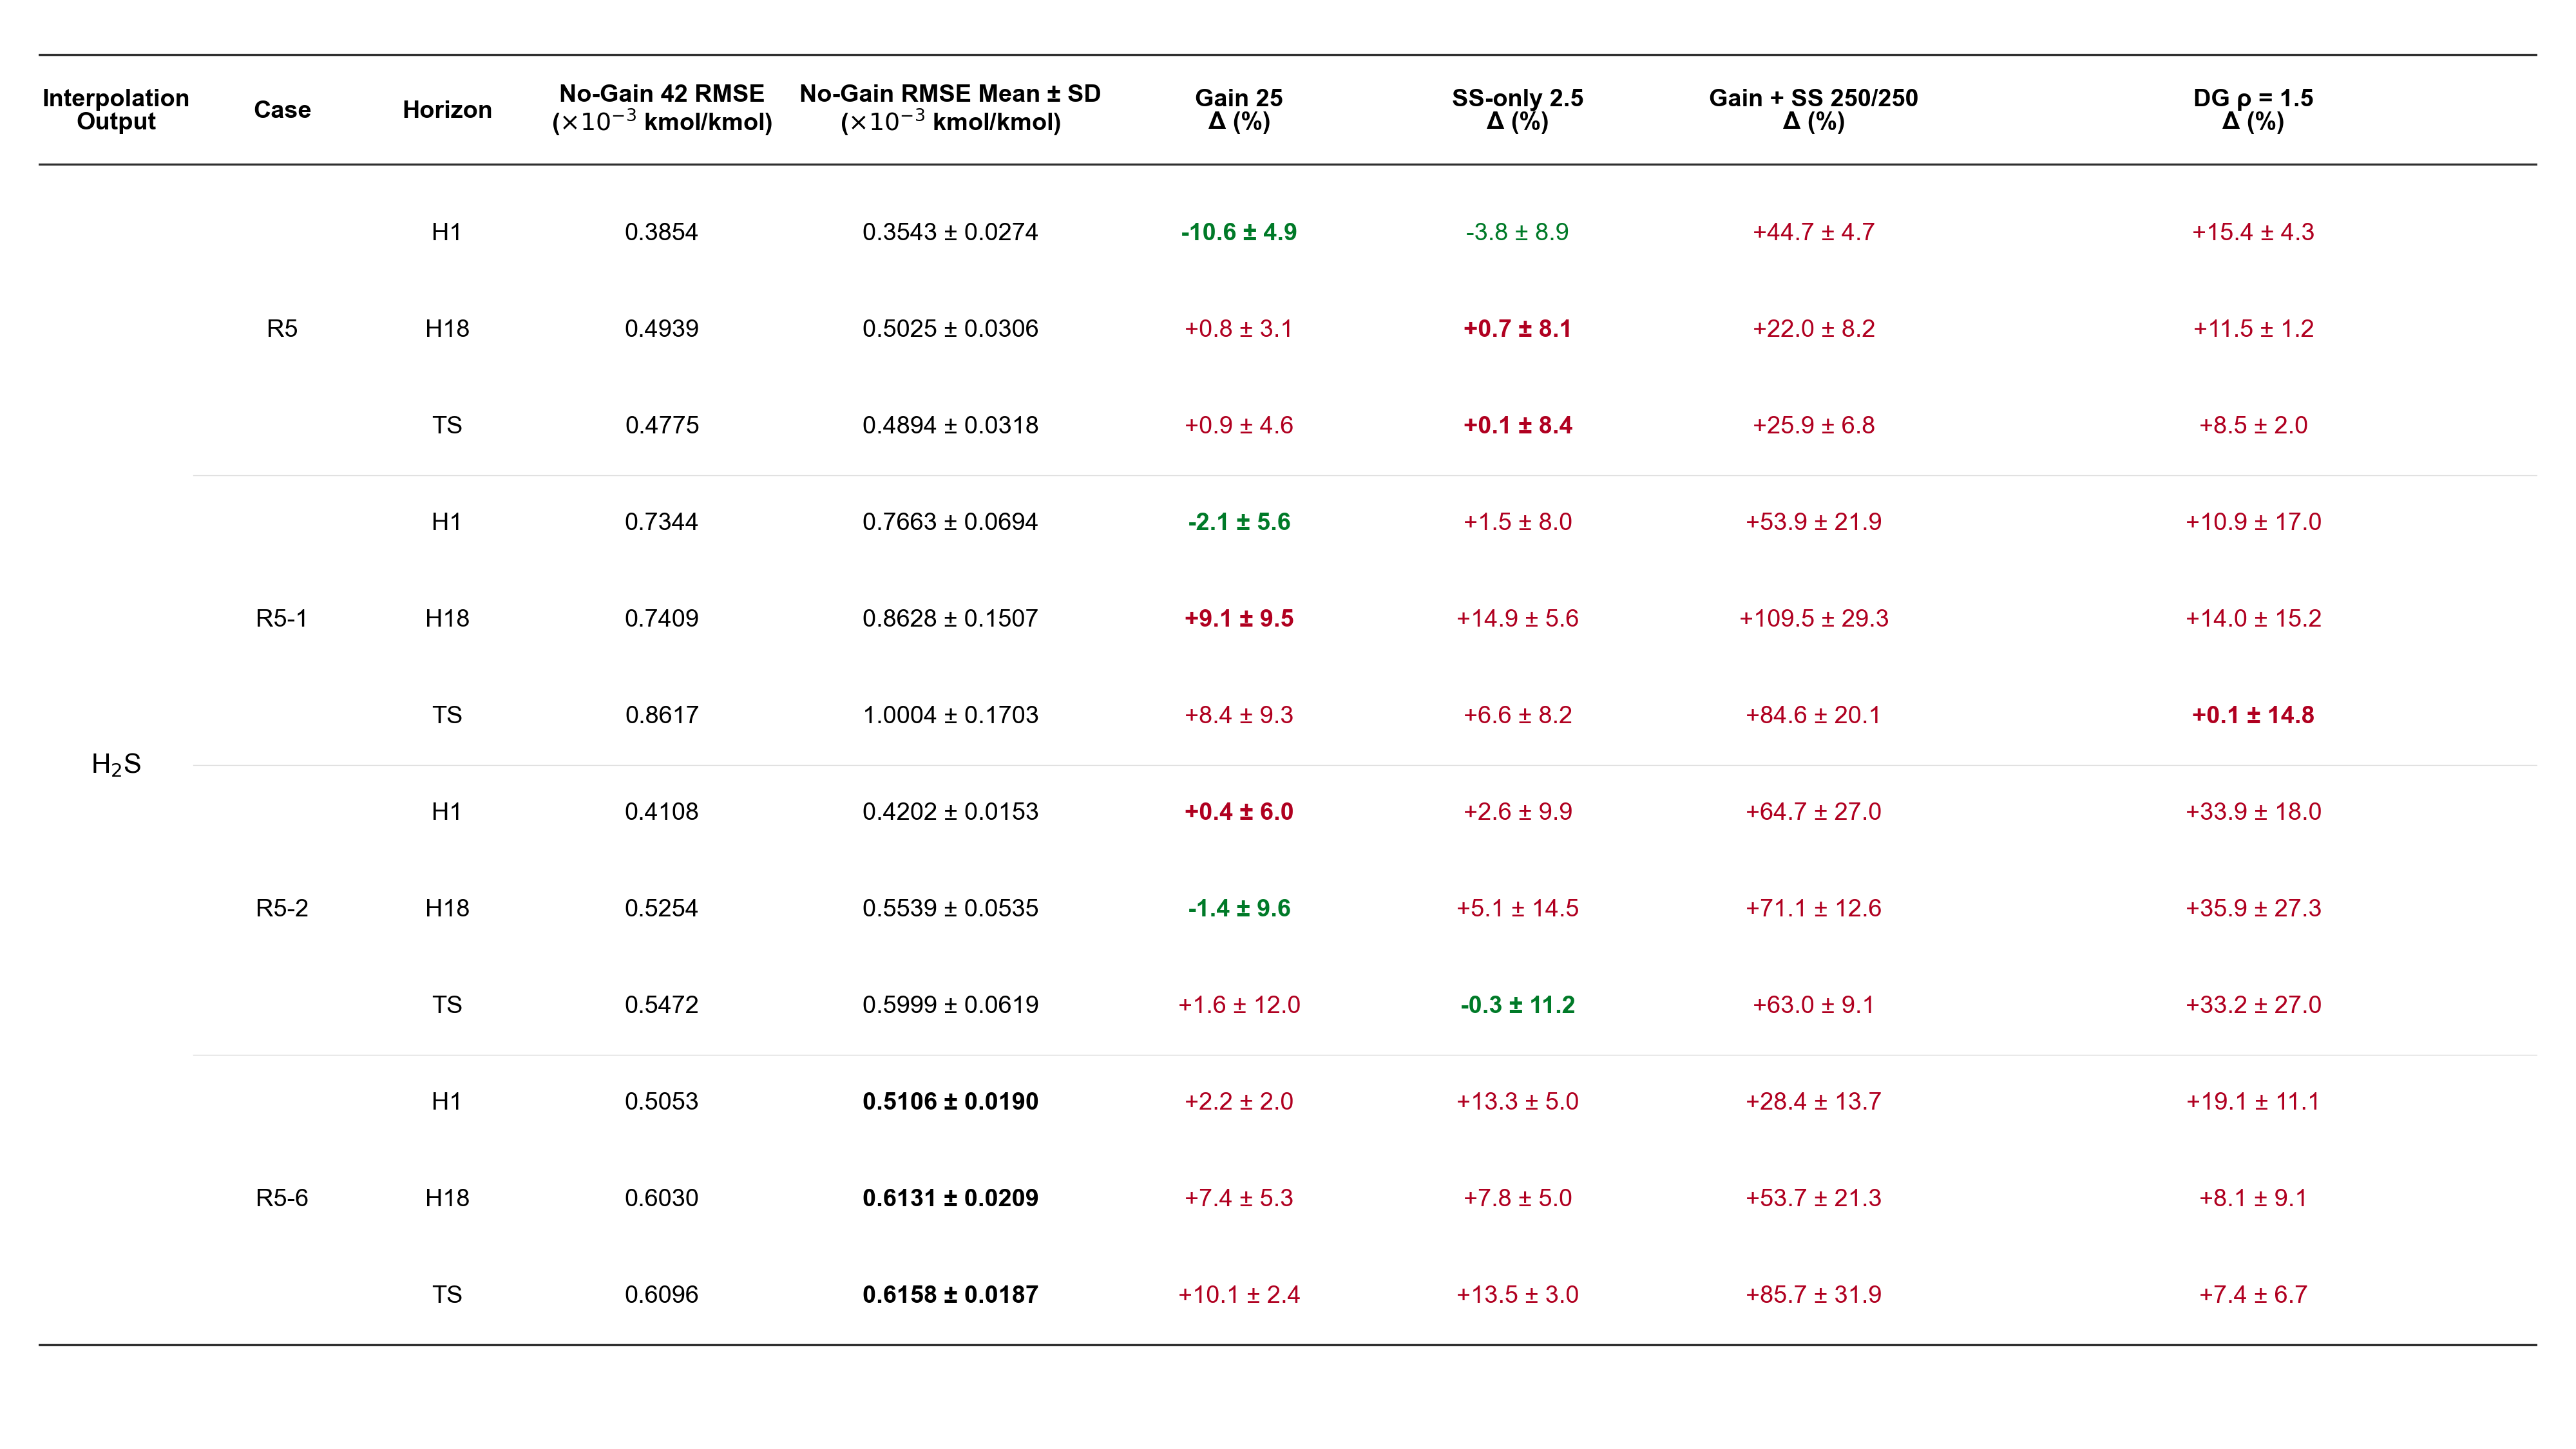 Interpolation Output	Case	Horizon	No-Gain 42 RMSE (×10⁻³ kmol/kmol)	No-Gain RMSE Mean ± SD (×10⁻³ kmol/kmol)	Gain 25 Δ (%)	SS-only 2.5 Δ (%)	Gain + SS 250/250 Δ (%)	DG ρ = 1.5 Δ (%)
H1 0.3854 0.3543 ± 0.0274 -10.6 ± 4.9 -3.8 ± 8.9 +44.7 ± 4.7 +15.4 ± 4.3
R5 H18 0.4939 0.5025 ± 0.0306 +0.8 ± 3.1 +0.7 ± 8.1 +22.0 ± 8.2 +11.5 ± 1.2
TS 0.4775 0.4894 ± 0.0318 +0.9 ± 4.6 +0.1 ± 8.4 +25.9 ± 6.8 +8.5 ± 2.0
H1 0.7344 0.7663 ± 0.0694 -2.1 ± 5.6 +1.5 ± 8.0 +53.9 ± 21.9 +10.9 ± 17.0
R5-1 H18 0.7409 0.8628 ± 0.1507 +9.1 ± 9.5 +14.9 ± 5.6 +109.5 ± 29.3 +14.0 ± 15.2
TS 0.8617 1.0004 ± 0.1703 +8.4 ± 9.3 +6.6 ± 8.2 +84.6 ± 20.1 +0.1 ± 14.8
H₂S
H1 0.4108 0.4202 ± 0.0153 +0.4 ± 6.0 +2.6 ± 9.9 +64.7 ± 27.0 +33.9 ± 18.0
R5-2 H18 0.5254 0.5539 ± 0.0535 -1.4 ± 9.6 +5.1 ± 14.5 +71.1 ± 12.6 +35.9 ± 27.3
TS 0.5472 0.5999 ± 0.0619 +1.6 ± 12.0 -0.3 ± 11.2 +63.0 ± 9.1 +33.2 ± 27.0
H1 0.5053 0.5106 ± 0.0190 +2.2 ± 2.0 +13.3 ± 5.0 +28.4 ± 13.7 +19.1 ± 11.1
R5-6 H18 0.6030 0.6131 ± 0.0209 +7.4 ± 5.3 +7.8 ± 5.0 +53.7 ± 21.3 +8.1 ± 9.1
TS 0.6096 0.6158 ± 0.0187 +10.1 ± 2.4 +13.5 ± 3.0 +85.7 ± 31.9 +7.4 ± 6.7